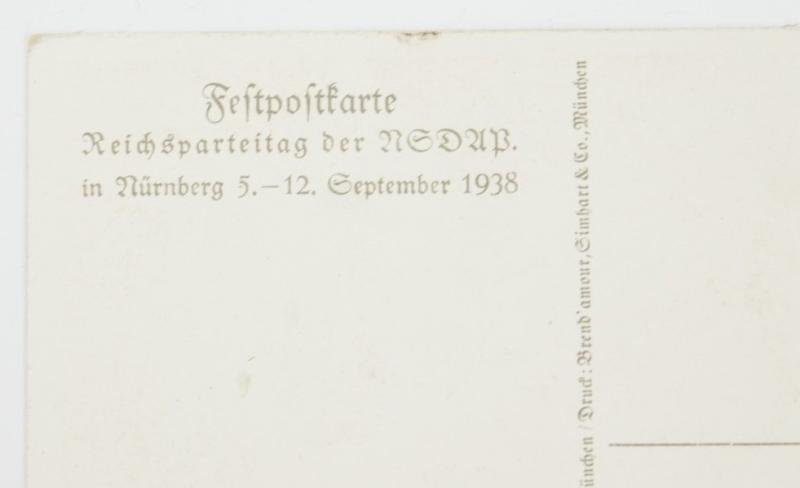 Festpostkarte
Reichsparteitag der NSDAP.
in Nürnberg 5.—12. September 1938
ünchen / Druck: Brend'amour, Simhart & Co., München